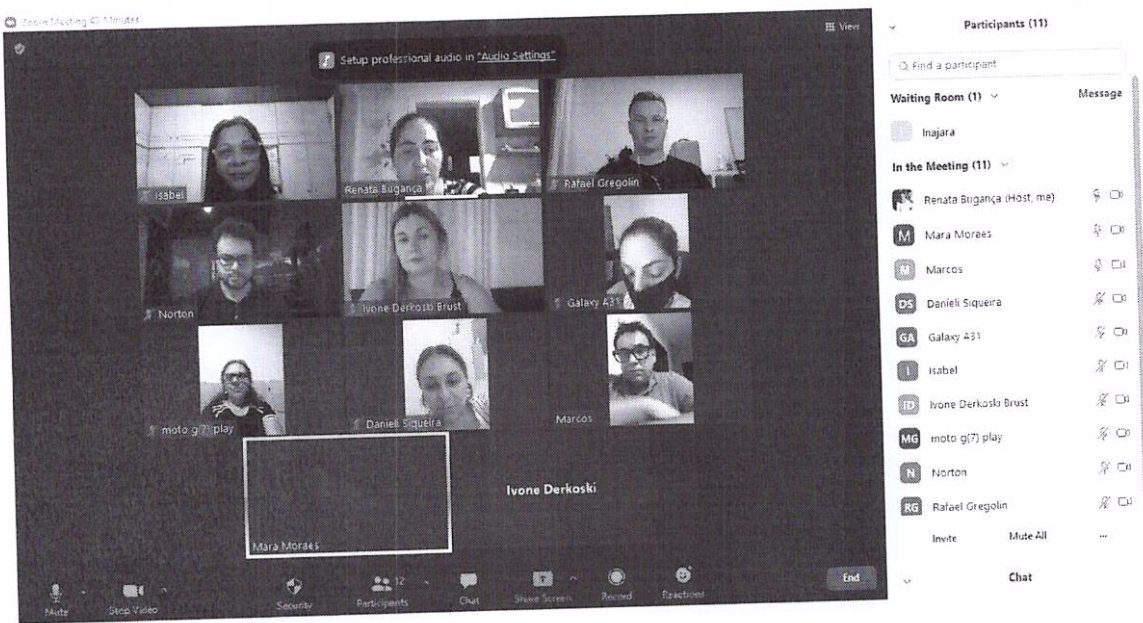 Zoom Meeting 40 Minutes
View
Setup professional audio in "Audio Settings"
Isabel
Renata Bugança
Rafael Gregolin
Norton
Ivone Derkoski Brust
Galaxy A31
moto g(7) play
Danieli Siqueira
Marcos
Mara Moraes
Ivone Derkoski
Mute
Stop Video
Security
12
Participants
Chat
Share Screen
Record
Reactions
End
Participants (11)
Find a participant
Waiting Room (1)
Message
Inajara
In the Meeting (11)
Renata Bugança (Host, me)
M
Mara Moraes
M
Marcos
DS
Danieli Siqueira
GA
Galaxy A31
I
Isabel
ID
Ivone Derkoski Brust
MG
moto g(7) play
N
Norton
RG
Rafael Gregolin
Invite
Mute All
...
Chat